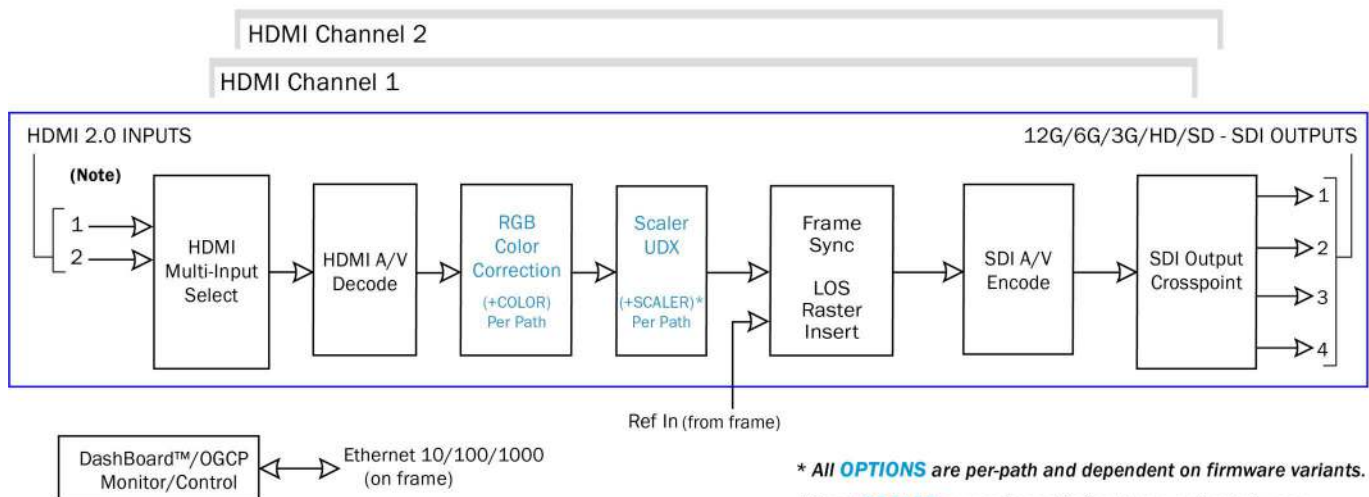 HDMI Channel 2
HDMI Channel 1
HDMI 2.0 INPUTS
12G/6G/3G/HD/SD - SDI OUTPUTS
(Note)
1
2
HDMI
Multi-Input
Select
HDMI A/V
Decode
RGB
Color
Correction
(+COLOR)
Per Path
Scaler
UDX
(+SCALER)*
Per Path
Frame
Sync
LOS
Raster
Insert
SDI A/V
Encode
SDI Output
Crosspoint
1
2
3
4
Ref In (from frame)
DashBoard™/OGCP
Monitor/Control
Ethernet 10/100/1000
(on frame)
* All OPTIONS are per-path and dependent on firmware variants.